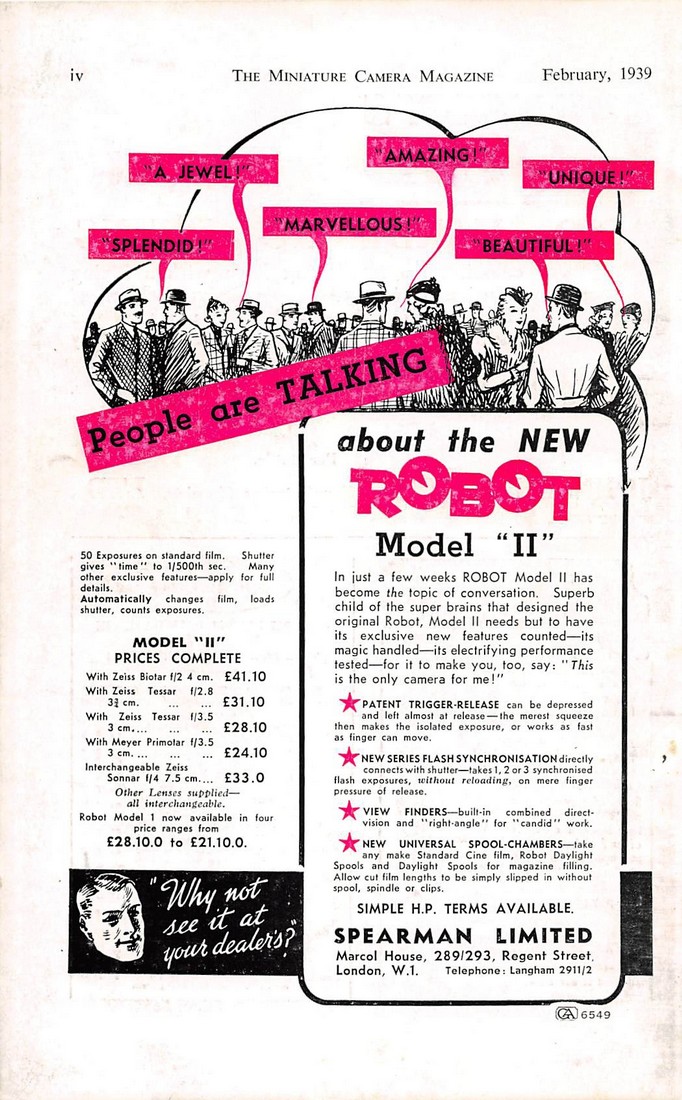 iv THE MINIATURE CAMERA MAGAZINE February, 1939
"A JEWEL!"
"AMAZING!"
"UNIQUE!"
"MARVELLOUS!"
"SPLENDID!"
"BEAUTIFUL!"
People are TALKING
about the NEW
ROBOT
Model "II"
In just a few weeks ROBOT Model II has
become the topic of conversation. Superb
child of the super brains that designed the
original Robot, Model II needs but to have
its exclusive new features counted—its
magic handled—its electrifying performance
tested—for it to make you, too, say: "This
is the only camera for me!"
PATENT TRIGGER-RELEASE can be depressed
and left almost at release—the merest squeeze
then makes the isolated exposure, or works as fast
as finger can move.
NEW SERIES FLASH SYNCHRONISATION directly
connects with shutter—takes 1, 2 or 3 synchronised
flash exposures, without reloading, on mere finger
pressure of release.
VIEW FINDERS—built-in combined direct-
vision and "right-angle" for "candid" work.
NEW UNIVERSAL SPOOL-CHAMBERS—take
any make Standard Cine film, Robot Daylight
Spools and Daylight Spools for magazine filling.
Allow cut film lengths to be simply slipped in without
spool, spindle or clips.
SIMPLE H.P. TERMS AVAILABLE.
SPEARMAN LIMITED
Marcol House, 289/293, Regent Street,
London, W.1. Telephone: Langham 2911/2
50 Exposures on standard film. Shutter
gives "time" to 1/500th sec. Many
other exclusive features—apply for full
details.
Automatically changes film, loads
shutter, counts exposures.
MODEL "II"
PRICES COMPLETE
With Zeiss Biotar f/2 4 cm. £41.10
With Zeiss Tessar f/2.8
3¾ cm. ... ... £31.10
With Zeiss Tessar f/3.5
3 cm.... ... ... £28.10
With Meyer Primotar f/3.5
3 cm. ... ... ... £24.10
Interchangeable Zeiss
Sonnar f/4 7.5 cm.... £33.0
Other Lenses supplied—
all interchangeable.
Robot Model 1 now available in four
price ranges from
£28.10.0 to £21.10.0.
"Why not
see it at
your dealer's?"
CA 6549